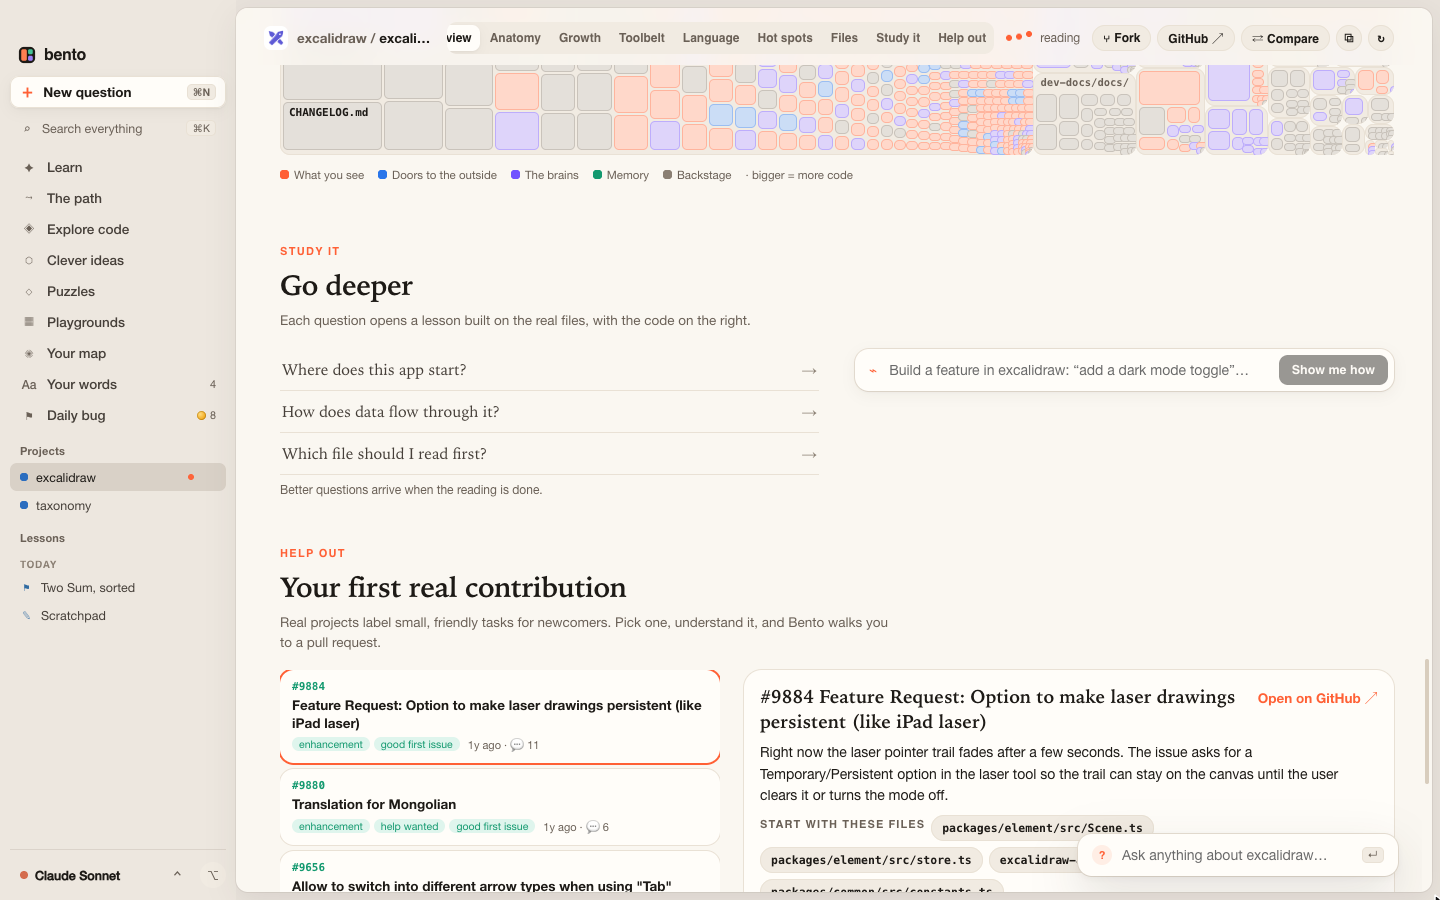 bento
New question ⌘N
Search everything ⌘K
Learn
The path
Explore code
Clever ideas
Puzzles
Playgrounds
Your map
Aa Your words 4
Daily bug 8
Projects
excalidraw
taxonomy
Lessons
TODAY
Two Sum, sorted
Scratchpad
Claude Sonnet
excalidraw / excali…
view Anatomy Growth Toolbelt Language Hot spots Files Study it Help out
reading
Fork
GitHub ↗
Compare
CHANGELOG.md
dev-docs/docs/
What you see Doors to the outside The brains Memory Backstage · bigger = more code
STUDY IT
Go deeper
Each question opens a lesson built on the real files, with the code on the right.
Where does this app start? →
How does data flow through it? →
Which file should I read first? →
Better questions arrive when the reading is done.
Build a feature in excalidraw: “add a dark mode toggle”…
Show me how
HELP OUT
Your first real contribution
Real projects label small, friendly tasks for newcomers. Pick one, understand it, and Bento walks you
to a pull request.
#9884
Feature Request: Option to make laser drawings persistent (like
iPad laser)
enhancement good first issue 1y ago · 💬 11
#9880
Translation for Mongolian
enhancement help wanted good first issue 1y ago · 💬 6
#9656
Allow to switch into different arrow types when using "Tab"
#9884 Feature Request: Option to make laser drawings
persistent (like iPad laser)
Open on GitHub ↗
Right now the laser pointer trail fades after a few seconds. The issue asks for a
Temporary/Persistent option in the laser tool so the trail can stay on the canvas until the user
clears it or turns the mode off.
START WITH THESE FILES packages/element/src/Scene.ts
packages/element/src/store.ts excalidraw-
packages/common/src/constants.ts
? Ask anything about excalidraw…